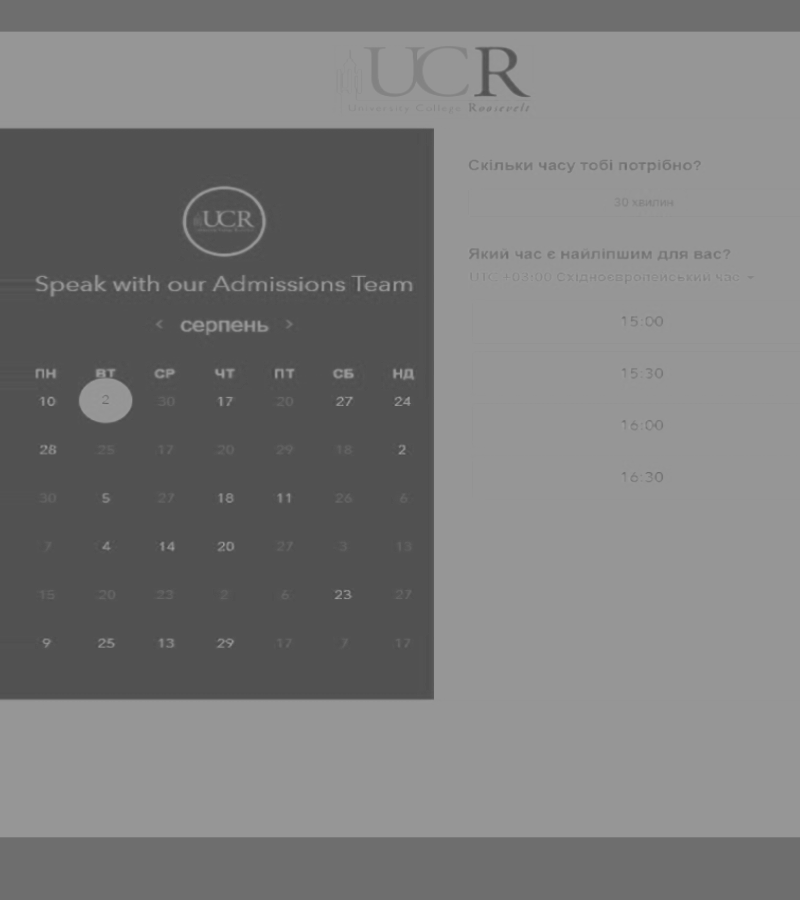 UCR
University College Roosevelt
UCR
Speak with our Admissions Team
< серпень >
ПН ВТ СР ЧТ ПТ СБ НД
10 2 30 17 20 27 24
28 25 17 20 29 18 2
30 5 27 18 11 26 6
7 4 14 20 27 3 13
15 20 23 2 6 23 27
9 25 13 29 17 7 17
Скільки часу тобі потрібно?
30 хвилин
Який час є найліпшим для вас?
UTC +03:00 Східноєвропейський час
15:00
15:30
16:00
16:30